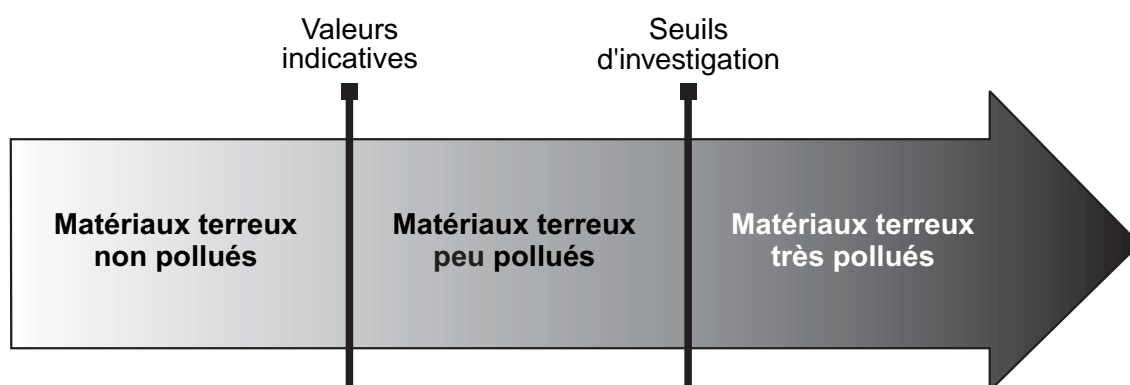 Valeurs
indicatives
Seuils
d'investigation
Matériaux terreux
non pollués
Matériaux terreux
peu pollués
Matériaux terreux
très pollués